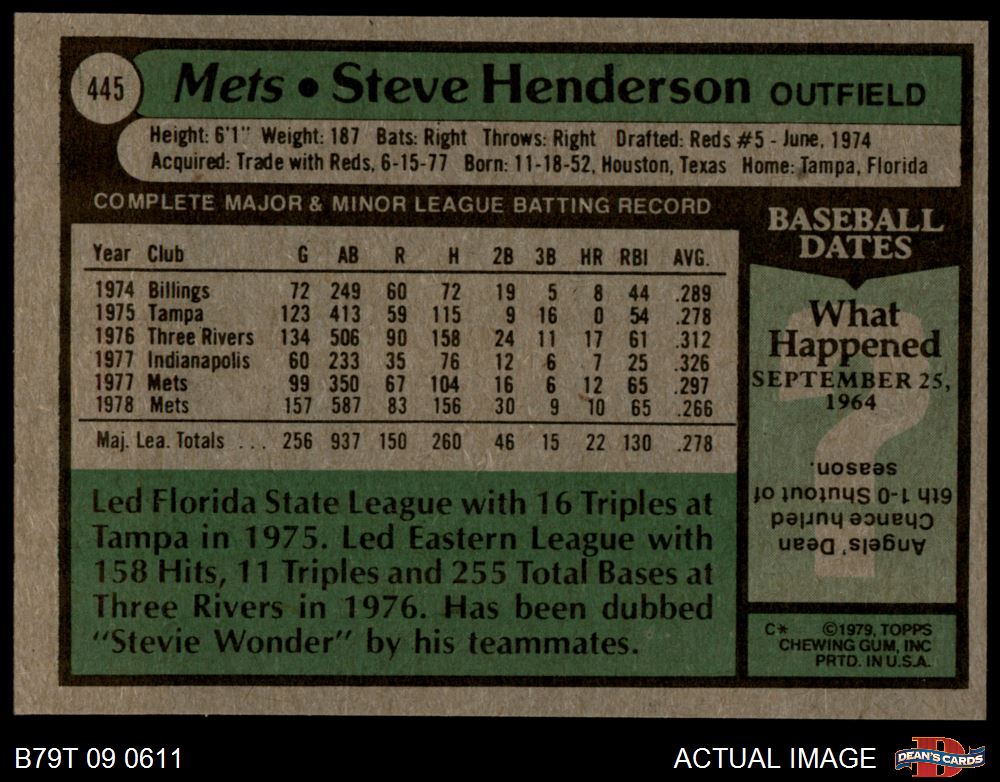 445 Mets • Steve Henderson OUTFIELD
Height: 6'1" Weight: 187 Bats: Right Throws: Right Drafted: Reds #5 - June, 1974
Acquired: Trade with Reds, 6-15-77 Born: 11-18-52, Houston, Texas Home: Tampa, Florida
COMPLETE MAJOR & MINOR LEAGUE BATTING RECORD
Year Club G AB R H 2B 3B HR RBI AVG.
1974 Billings 72 249 60 72 19 5 8 44 .289
1975 Tampa 123 413 59 115 9 16 0 54 .278
1976 Three Rivers 134 506 90 158 24 11 17 61 .312
1977 Indianapolis 60 233 35 76 12 6 7 25 .326
1977 Mets 99 350 67 104 16 6 12 65 .297
1978 Mets 157 587 83 156 30 9 10 65 .266
Maj. Lea. Totals ... 256 937 150 260 46 15 22 130 .278
Led Florida State League with 16 Triples at
Tampa in 1975. Led Eastern League with
158 Hits, 11 Triples and 255 Total Bases at
Three Rivers in 1976. Has been dubbed
"Stevie Wonder" by his teammates.
BASEBALL
DATES
What
Happened
SEPTEMBER 25,
1964
Angels' Dean
Chance hurled
6th 1-0 Shutout of
season.
C* ©1979, TOPPS
CHEWING GUM, INC
PRTD. IN U.S.A.
B79T 09 0611
ACTUAL IMAGE
DEAN'S CARDS